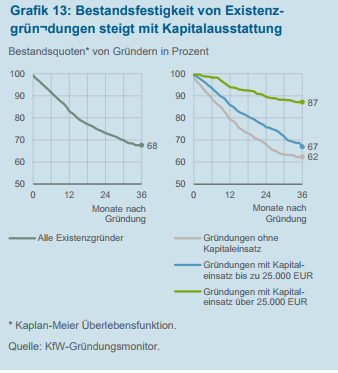 Grafik 13: Bestandsfestigkeit von Existenz-
grün¬dungen steigt mit Kapitalausstattung
Bestandsquoten* von Gründern in Prozent
100
90
80
70
60
50
68
0
12
24
36
Monate nach
Gründung
Alle Existenzgründer
100
90
80
70
60
50
87
67
62
0
12
24
36
Monate nach
Gründung
Gründungen ohne
Kapitaleinsatz
Gründungen mit Kapital-
einsatz bis zu 25.000 EUR
Gründungen mit Kapital-
einsatz über 25.000 EUR
* Kaplan-Meier Überlebensfunktion.
Quelle: KfW-Gründungsmonitor.